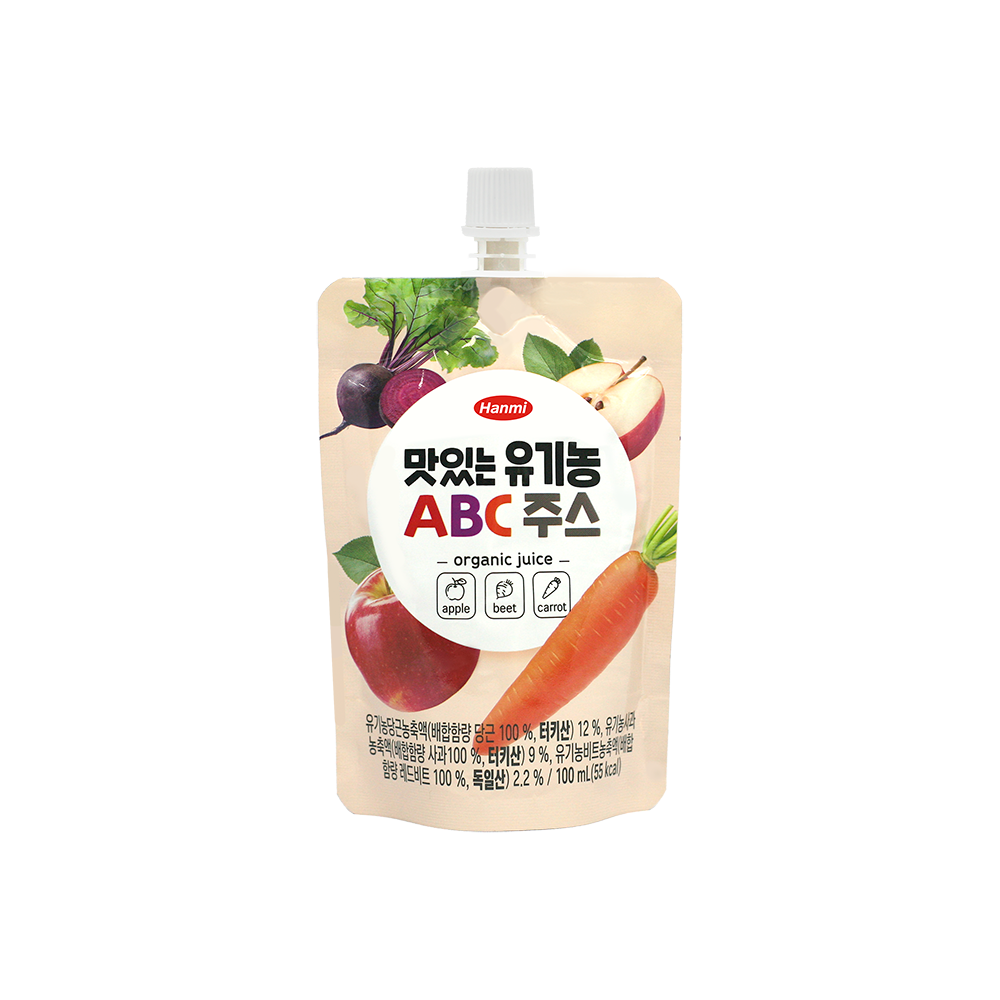 Hanmi
맛있는 유기농
ABC 주스
organic juice
apple beet carrot
유기농당근농축액(배합함량 당근 100 %, 터키산) 12 %, 유기농사과
농축액(배합함량 사과100 %, 터키산) 9 %, 유기농비트농축액(배합
함량 레드비트 100 %, 독일산) 2.2 % / 100 mL(55 kcal)